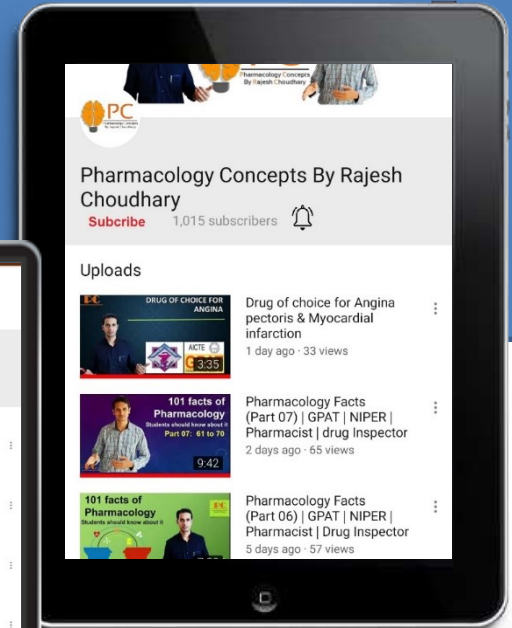 Pharmacology Concepts
By Rajesh Choudhary
PC
Pharmacology Concepts By Rajesh
Choudhary
Subcribe 1,015 subscribers
Uploads
PC
DRUG OF CHOICE FOR
ANGINA
AICTE
3:35
Drug of choice for Angina
pectoris & Myocardial
infarction
1 day ago · 33 views
101 facts of
Pharmacology
Students should know about it
Part 07: 61 to 70
9:42
Pharmacology Facts
(Part 07) | GPAT | NIPER |
Pharmacist | drug Inspector
2 days ago · 65 views
101 facts of
Pharmacology
Students should know about it
PC
Pharmacology Facts
(Part 06) | GPAT | NIPER |
Pharmacist | Drug Inspector
5 days ago · 57 views